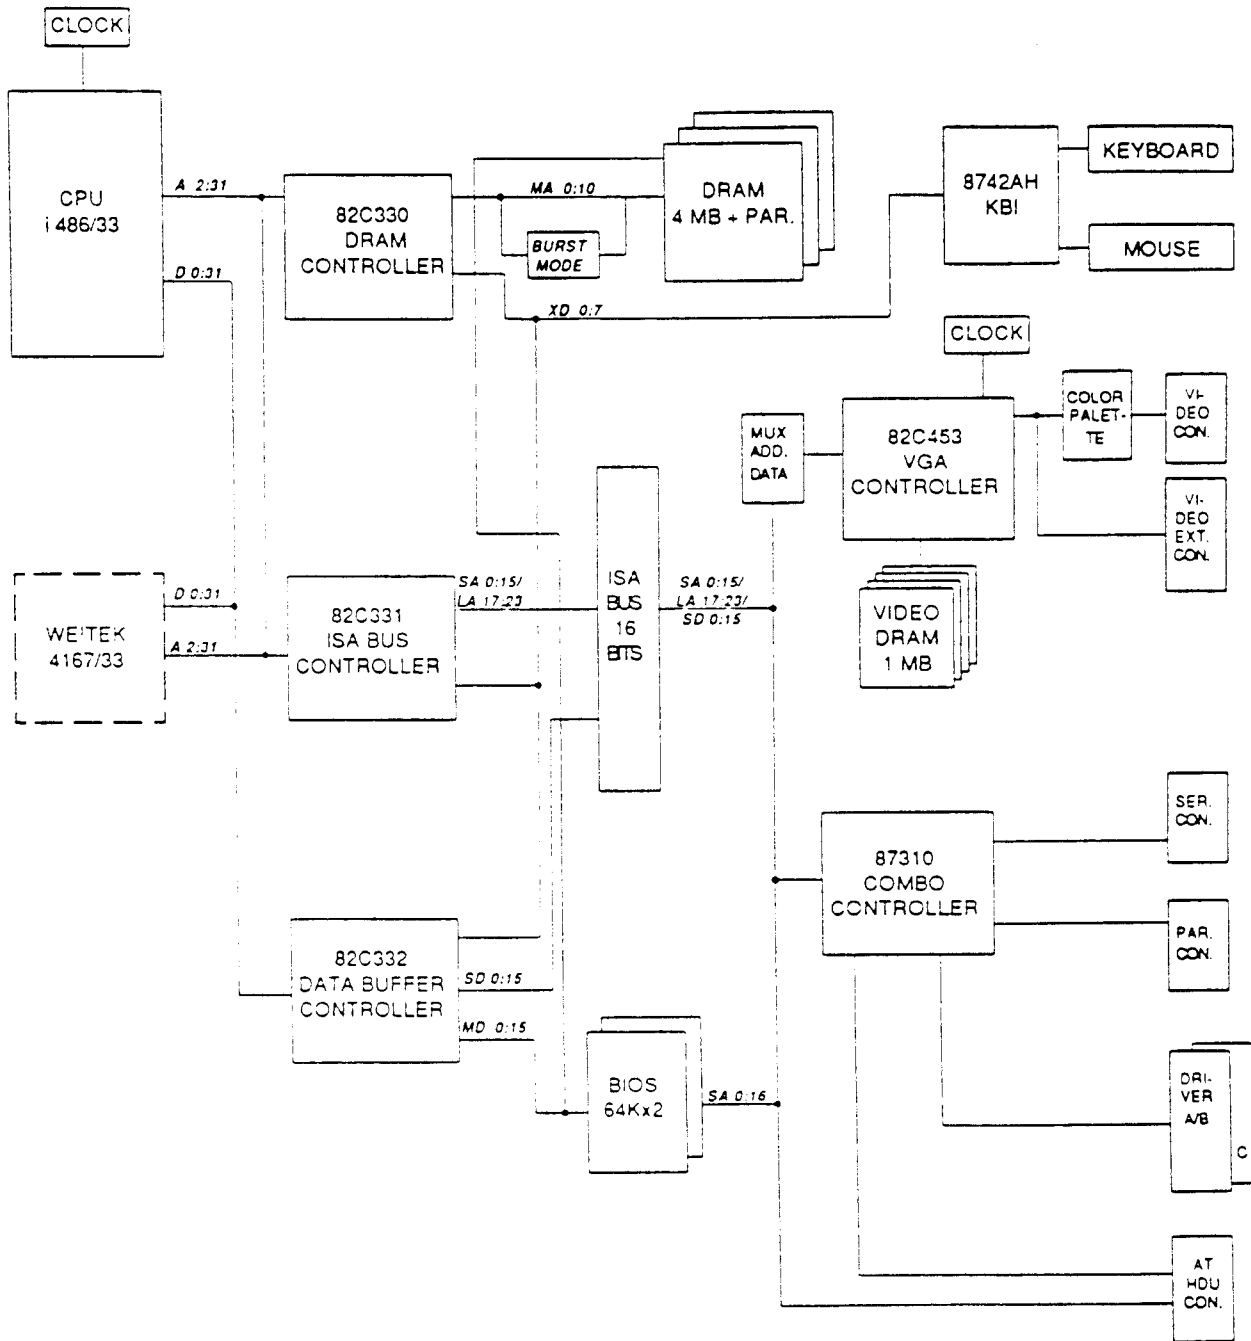 CLOCK
CPU
i 486/33
A 2:31
D 0:31
82C330
DRAM
CONTROLLER
MA 0:10
BURST
MODE
XD 0:7
DRAM
4 MB + PAR.
8742AH
KBI
KEYBOARD
MOUSE
CLOCK
MUX
ADD.
DATA
82C453
VGA
CONTROLLER
COLOR
PALET-
TE
VI-
DEO
CON.
VI-
DEO
EXT.
CON.
VIDEO
DRAM
1 MB
WEITEK
4167/33
D 0:31
A 2:31
82C331
ISA BUS
CONTROLLER
SA 0:15/
LA 17:23
ISA
BUS
16
BITS
SA 0:15/
LA 17:23/
SD 0:15
82C332
DATA BUFFER
CONTROLLER
SD 0:15
MD 0:15
BIOS
64Kx2
SA 0:16
87310
COMBO
CONTROLLER
SER.
CON.
PAR.
CON.
DRI-
VER
A/B
C
AT
HDU
CON.